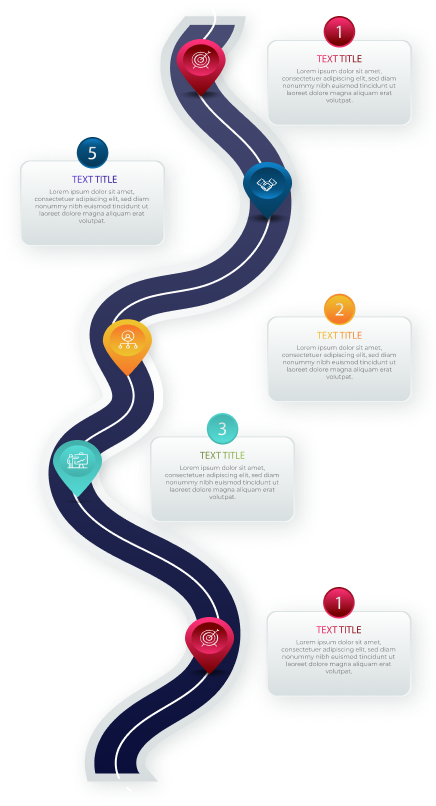 1
TEXT TITLE
Lorem ipsum dolor sit amet,
consectetuer adipiscing elit, sed diam
nonummy nibh euismod tincidunt ut
laoreet dolore magna aliquam erat
volutpat.
5
TEXT TITLE
Lorem ipsum dolor sit amet,
consectetuer adipiscing elit, sed diam
nonummy nibh euismod tincidunt ut
laoreet dolore magna aliquam erat
volutpat.
2
TEXT TITLE
Lorem ipsum dolor sit amet,
consectetuer adipiscing elit, sed diam
nonummy nibh euismod tincidunt ut
laoreet dolore magna aliquam erat
volutpat.
3
TEXT TITLE
Lorem ipsum dolor sit amet,
consectetuer adipiscing elit, sed diam
nonummy nibh euismod tincidunt ut
laoreet dolore magna aliquam erat
volutpat.
1
TEXT TITLE
Lorem ipsum dolor sit amet,
consectetuer adipiscing elit, sed diam
nonummy nibh euismod tincidunt ut
laoreet dolore magna aliquam erat
volutpat.